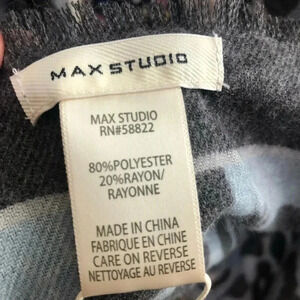 MAX STUDIO
MAX STUDIO
RN#58822
80%POLYESTER
20%RAYON/
RAYONNE
MADE IN CHINA
FABRIQUE EN CHINE
CARE ON REVERSE
NETTOYAGE AU REVERSE